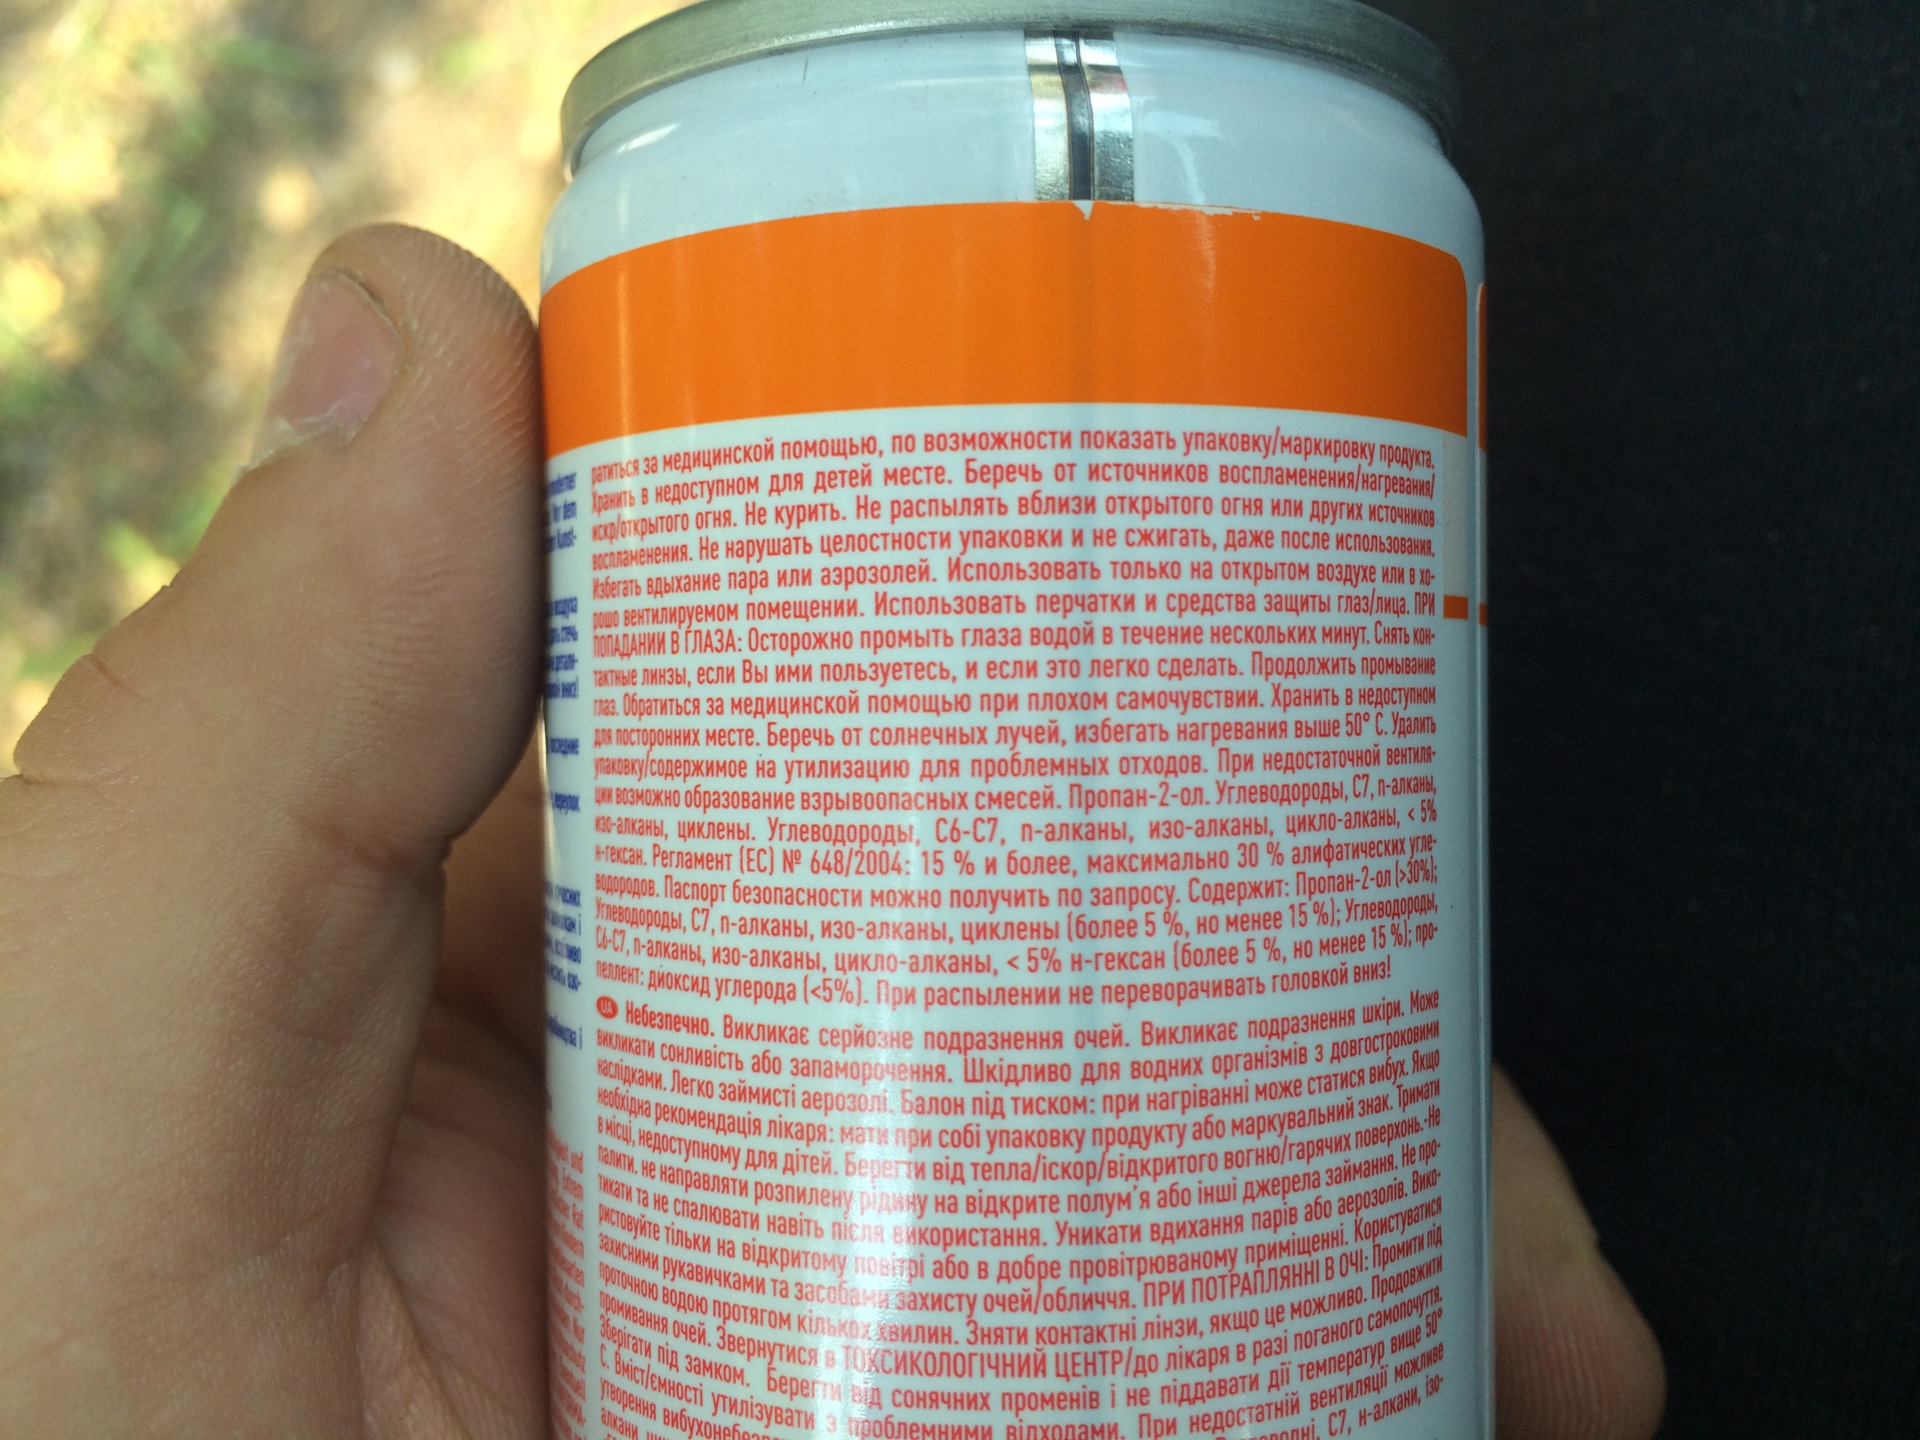 ратиться за медицинской помощью, по возможности показать упаковку/маркировку продукта.
Хранить в недоступном для детей месте. Беречь от источников воспламенения/нагревания/
искр/открытого огня. Не курить. Не распылять вблизи открытого огня или других источников
воспламенения. Не нарушать целостности упаковки и не сжигать, даже после использования.
Избегать вдыхание пара или аэрозолей. Использовать только на открытом воздухе или в хо-
рошо вентилируемом помещении. Использовать перчатки и средства защиты глаз/лица. ПРИ
ПОПАДАНИИ В ГЛАЗА: Осторожно промыть глаза водой в течение нескольких минут. Снять кон-
тактные линзы, если Вы ими пользуетесь, и если это легко сделать. Продолжить промывание
глаз. Обратиться за медицинской помощью при плохом самочувствии. Хранить в недоступном
для посторонних месте. Беречь от солнечных лучей, избегать нагревания выше 50° С. Удалить
упаковку/содержимое на утилизацию для проблемных отходов. При недостаточной вентиля-
ции возможно образование взрывоопасных смесей. Пропан-2-ол. Углеводороды, С7, n-алканы,
изо-алканы, циклены. Углеводороды, С6-С7, n-алканы, изо-алканы, цикло-алканы, < 5%
н-гексан. Регламент (ЕС) № 648/2004: 15 % и более, максимально 30 % алифатических угле-
водородов. Паспорт безопасности можно получить по запросу. Содержит: Пропан-2-ол (>30%);
Углеводороды, С7, n-алканы, изо-алканы, циклены (более 5 %, но менее 15 %); Углеводороды,
С6-С7, n-алканы, изо-алканы, цикло-алканы, < 5% н-гексан (более 5 %, но менее 15 %); про-
пеллент: диоксид углерода (<5%). При распылении не переворачивать головкой вниз!
UA Небезпечно. Викликає серйозне подразнення очей. Викликає подразнення шкіри. Може
викликати сонливість або запаморочення. Шкідливо для водних організмів з довгостроковими
наслідками. Легко займисті аерозолі. Балон під тиском: при нагріванні може статися вибух. Якщо
необхідна рекомендація лікаря: мати при собі упаковку продукту або маркувальний знак. Тримати
в місці, недоступному для дітей. Берегти від тепла/іскор/відкритого вогню/гарячих поверхонь.-Не
палити. не направляти розпилену рідину на відкрите полум'я або інші джерела займання. Не про-
тикати та не спалювати навіть після використання. Уникати вдихання парів або аерозолів. Вико-
ристовуйте тільки на відкритому повітрі або в добре провітрюваному приміщенні. Користуватися
захисними рукавичками та засобами захисту очей/обличчя. ПРИ ПОТРАПЛЯННІ В ОЧІ: Промити під
проточною водою протягом кількох хвилин. Зняти контактні лінзи, якщо це можливо. Продовжити
промивання очей. Звернутися в ТОКСИКОЛОГІЧНИЙ ЦЕНТР/до лікаря в разі поганого самопочуття.
Зберігати під замком. Берегти від сонячних променів і не піддавати дії температур вище 50°
С. Вміст/ємності утилізувати з проблемними відходами. При недостатній вентиляції можливе
утворення С7, н-алкани, ізо-
алкани